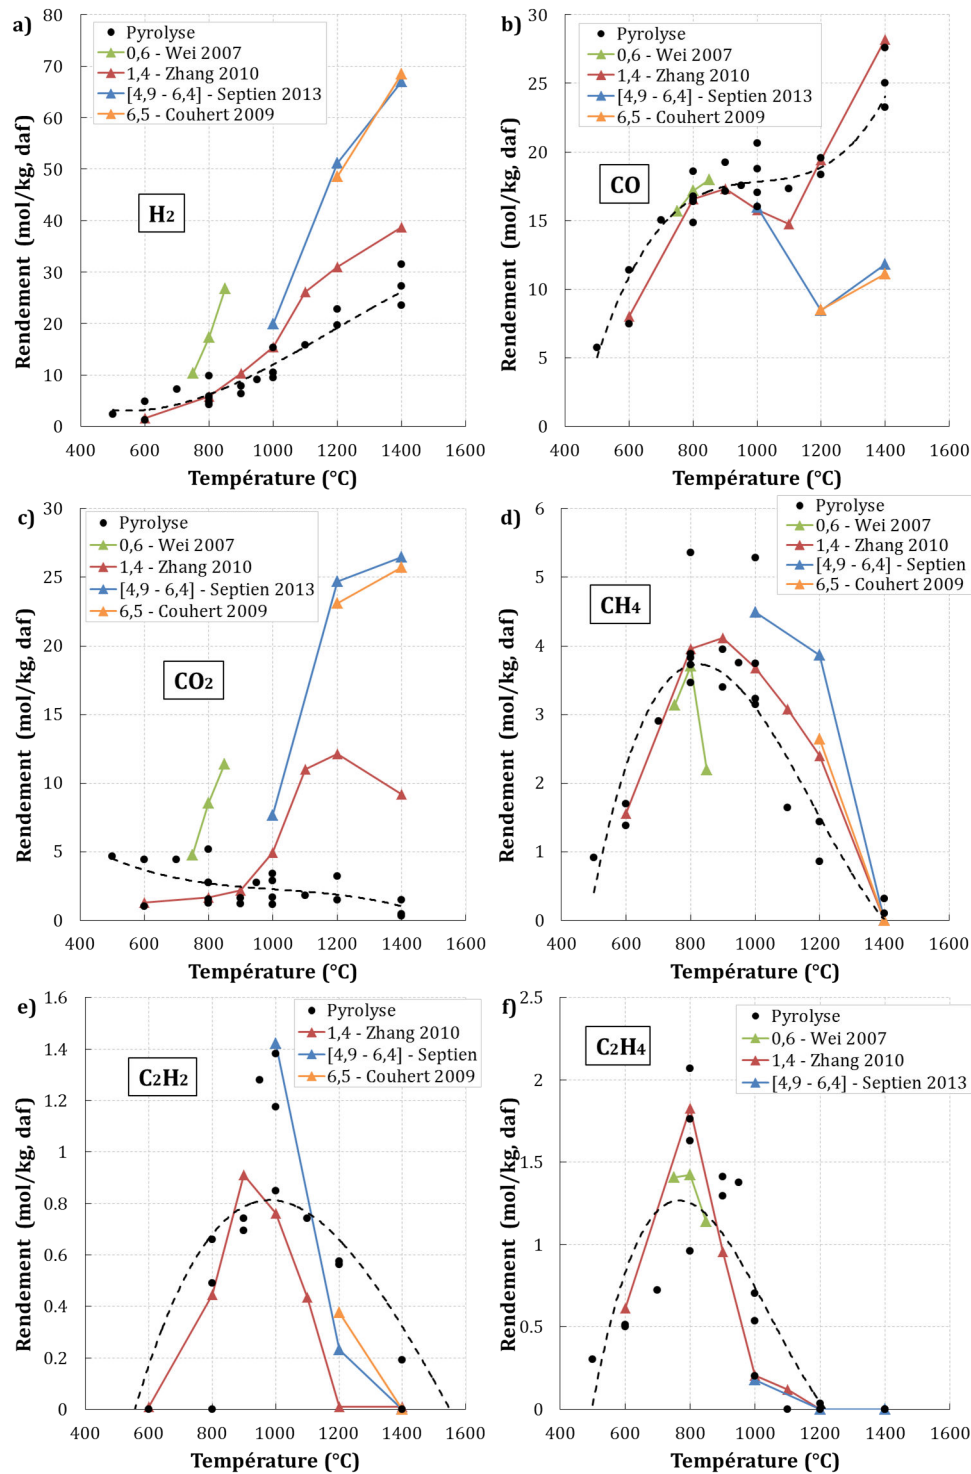 a)
Pyrolyse
0,6 - Wei 2007
1,4 - Zhang 2010
[4,9 - 6,4] - Septien 2013
6,5 - Couhert 2009
H2
Rendement (mol/kg, daf)
80
70
60
50
40
30
20
10
0
400 600 800 1000 1200 1400 1600
Température (°C)
b)
Pyrolyse
0,6 - Wei 2007
1,4 - Zhang 2010
[4,9 - 6,4] - Septien 2013
6,5 - Couhert 2009
CO
Rendement (mol/kg, daf)
30
25
20
15
10
5
0
400 600 800 1000 1200 1400 1600
Température (°C)
c)
Pyrolyse
0,6 - Wei 2007
1,4 - Zhang 2010
[4,9 - 6,4] - Septien 2013
6,5 - Couhert 2009
CO2
Rendement (mol/kg, daf)
30
25
20
15
10
5
0
400 600 800 1000 1200 1400 1600
Température (°C)
d)
Pyrolyse
0,6 - Wei 2007
1,4 - Zhang 2010
[4,9 - 6,4] - Septien
6,5 - Couhert 2009
CH4
Rendement (mol/kg, daf)
6
5
4
3
2
1
0
400 600 800 1000 1200 1400 1600
Température (°C)
e)
Pyrolyse
1,4 - Zhang 2010
[4,9 - 6,4] - Septien
6,5 - Couhert 2009
C2H2
Rendement (mol/kg, daf)
1.6
1.4
1.2
1
0.8
0.6
0.4
0.2
0
400 600 800 1000 1200 1400 1600
Température (°C)
f)
Pyrolyse
0,6 - Wei 2007
1,4 - Zhang 2010
[4,9 - 6,4] - Septien 2013
C2H4
Rendement (mol/kg, daf)
2.5
2
1.5
1
0.5
0
400 600 800 1000 1200 1400 1600
Température (°C)